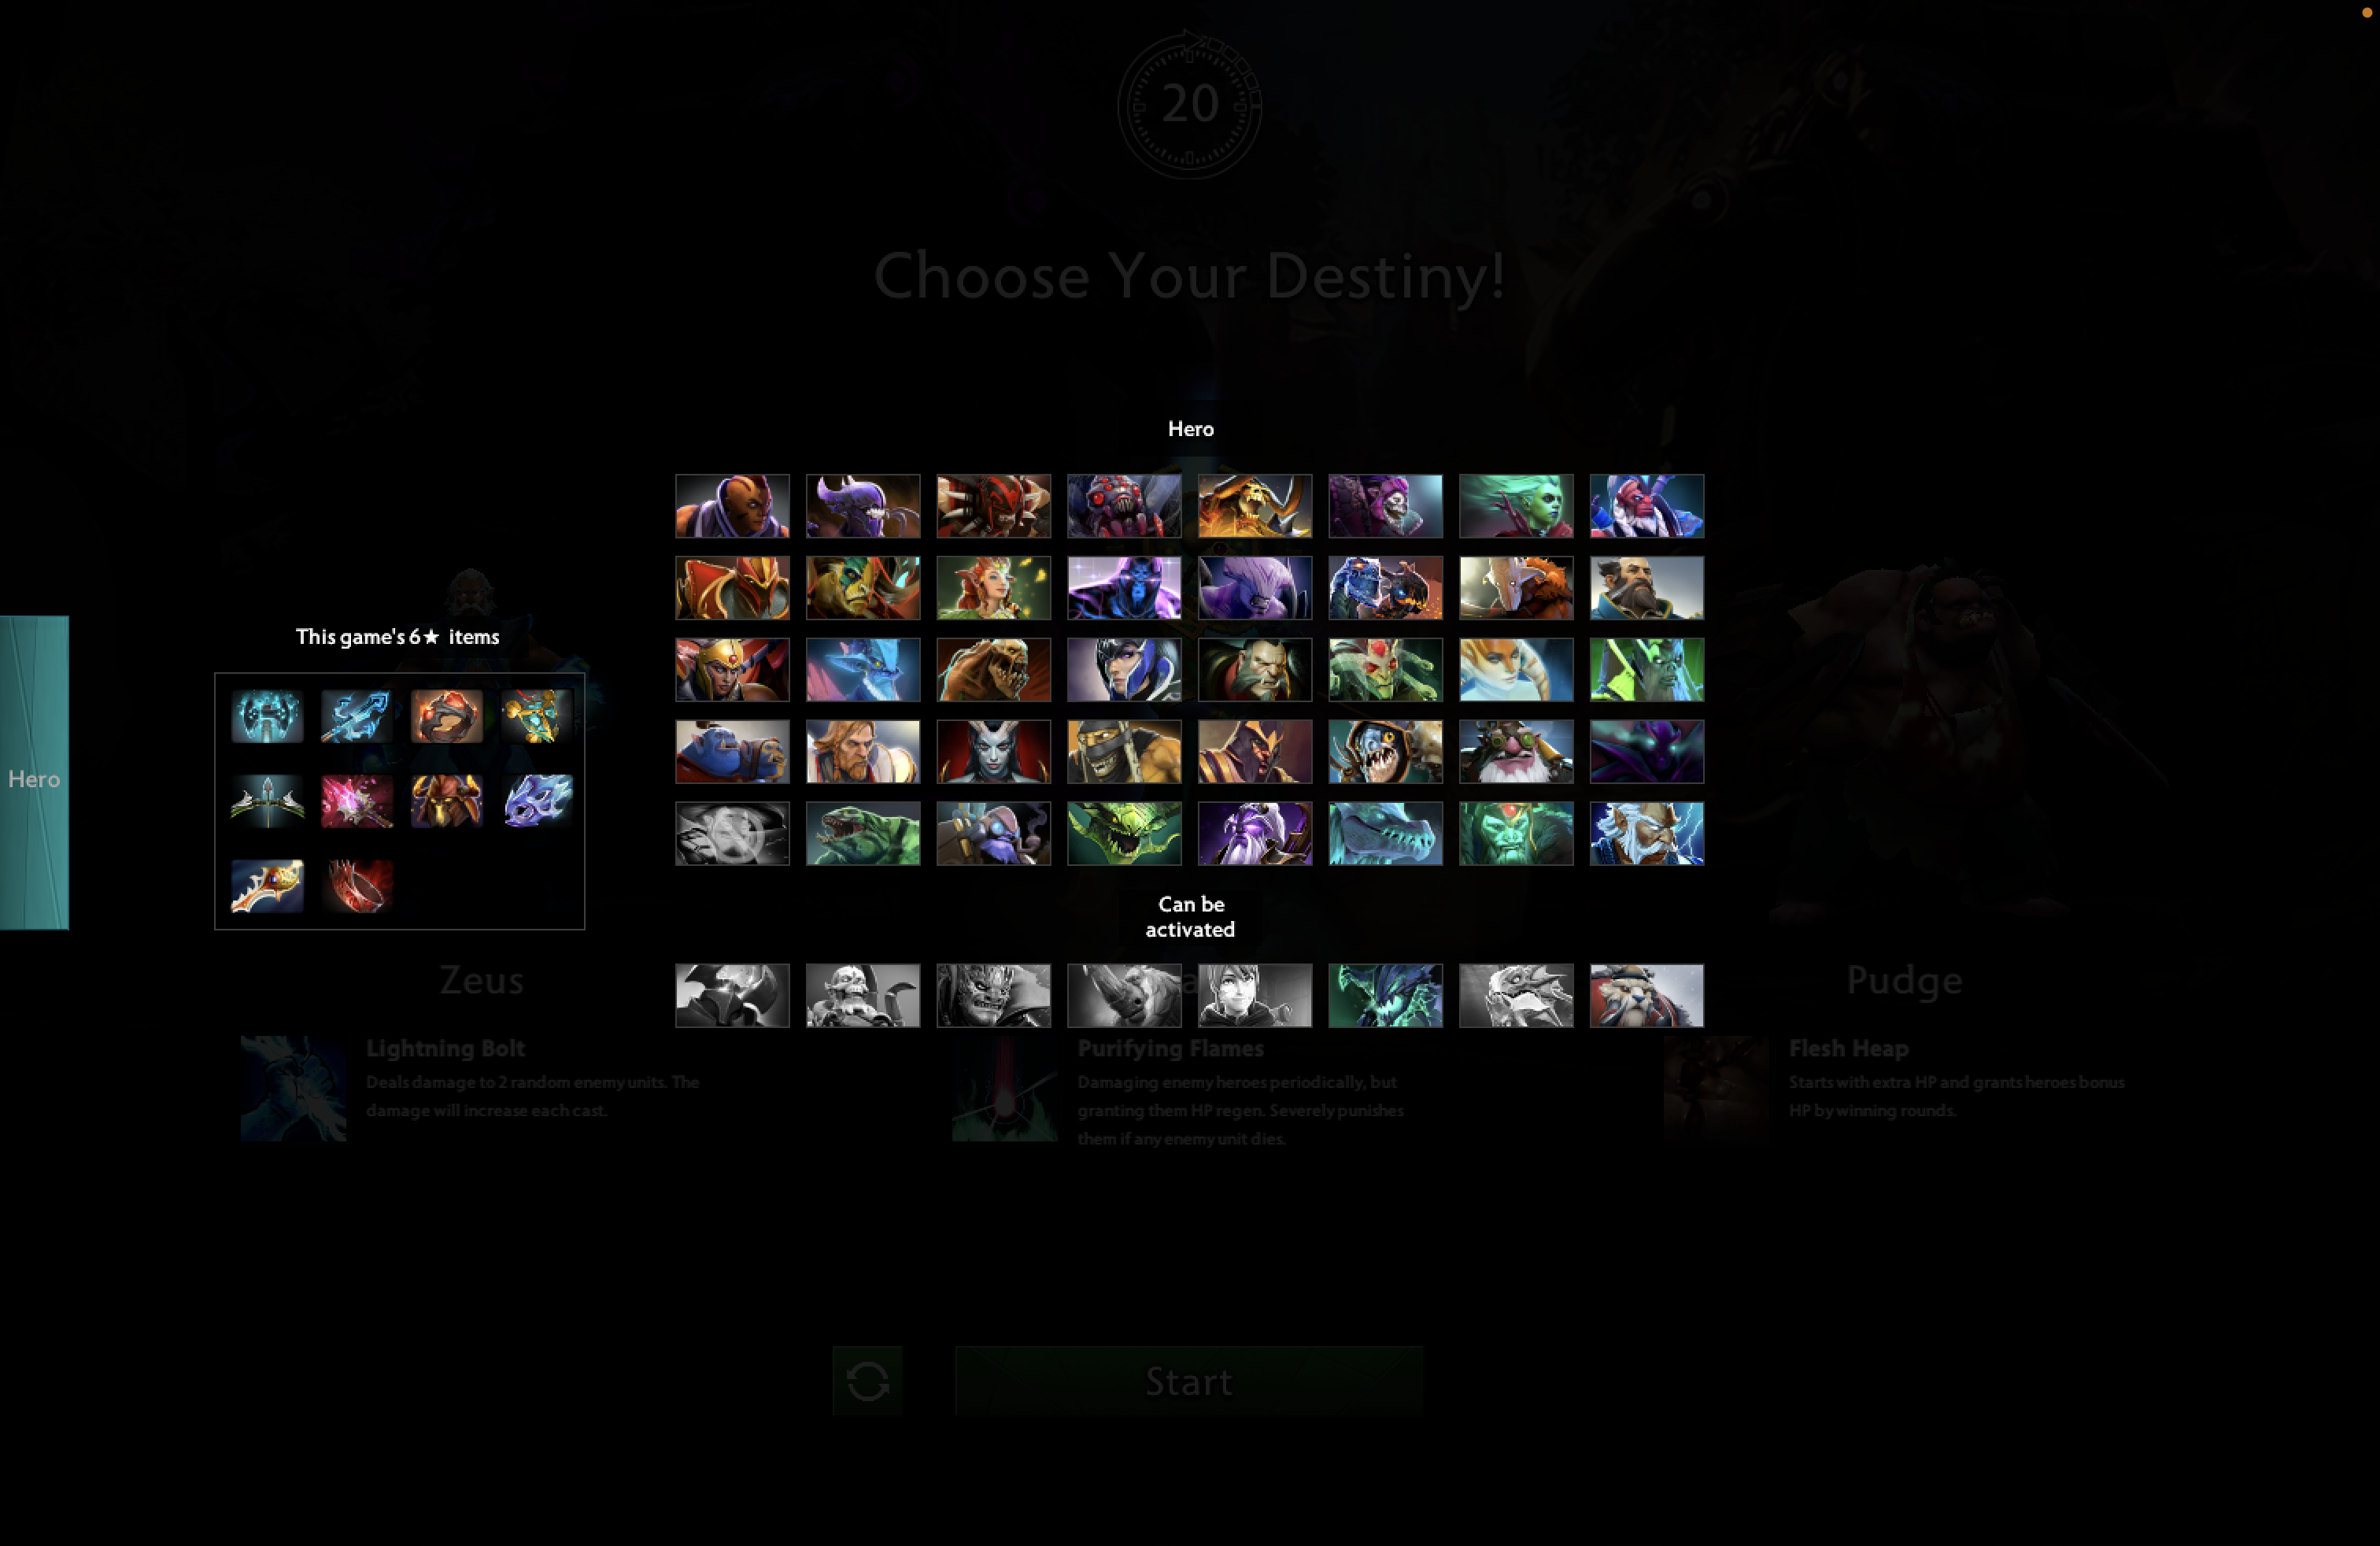 20
Choose Your Destiny!
Hero
This game's 6★ items
Hero
Can be
activated
Zeus
Lightning Bolt
Deals damage to 2 random enemy units. The
damage will increase each cast.
Purifying Flames
Damaging enemy heroes periodically, but
granting them HP regen. Severely punishes
them if any enemy unit dies.
Pudge
Flesh Heap
Starts with extra HP and grants heroes bonus
HP by winning rounds.
Start